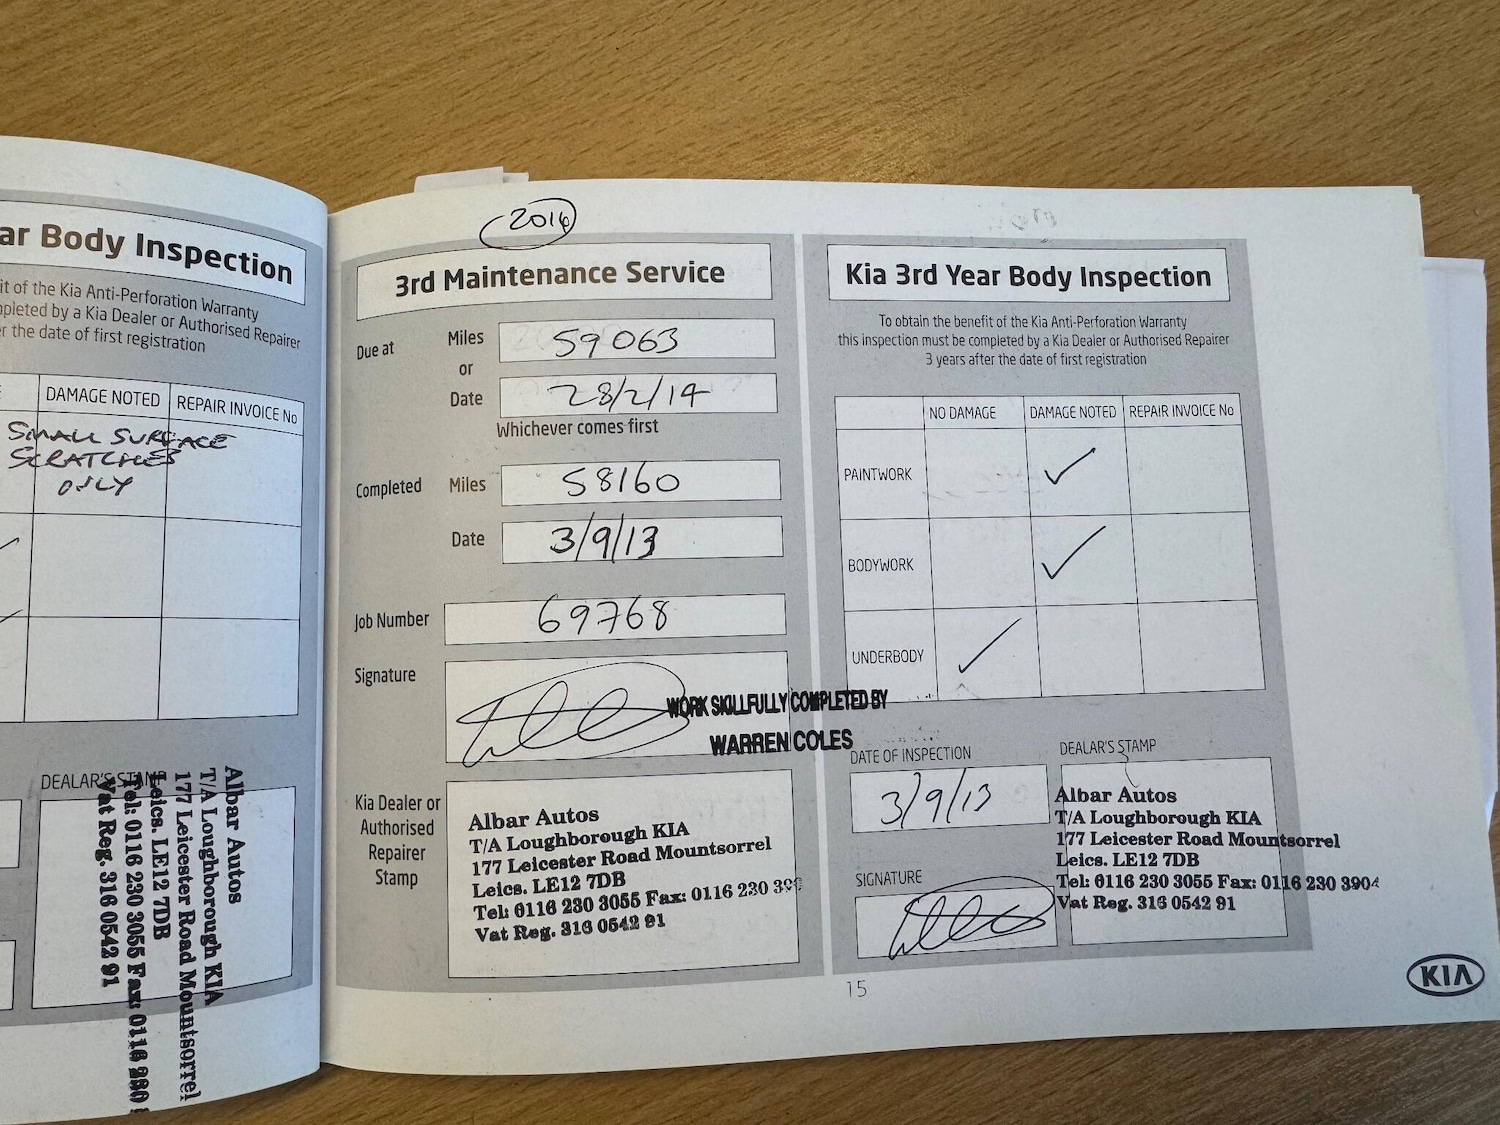 ar Body Inspection
it of the Kia Anti-Perforation Warranty
pleted by a Kia Dealer or Authorised Repairer
r the date of first registration
DAMAGE NOTED
REPAIR INVOICE No
SMALL SURFACE
SCRATCHES
ONLY
DEALAR'S STAMP
Albar Autos
T/A Loughborough KIA
177 Leicester Road Mountsorrel
Leics. LE12 7DB
Tel: 0116 230 3055 Fax: 0116 230
Vat Reg. 316 0542 91
2014
3rd Maintenance Service
Due at
Miles
59063
or
Date
28/2/14
Whichever comes first
Completed
Miles
58160
Date
3/9/13
Job Number
69768
Signature
WORK SKILLFULLY COMPLETED BY
WARREN COLES
Kia Dealer or
Authorised
Repairer
Stamp
Albar Autos
T/A Loughborough KIA
177 Leicester Road Mountsorrel
Leics. LE12 7DB
Tel: 0116 230 3055 Fax: 0116 230 390
Vat Reg. 316 0542 91
Kia 3rd Year Body Inspection
To obtain the benefit of the Kia Anti-Perforation Warranty
this inspection must be completed by a Kia Dealer or Authorised Repairer
3 years after the date of first registration
NO DAMAGE
DAMAGE NOTED
REPAIR INVOICE No
PAINTWORK
BODYWORK
UNDERBODY
DATE OF INSPECTION
3/9/13
SIGNATURE
DEALAR'S STAMP
Albar Autos
T/A Loughborough KIA
177 Leicester Road Mountsorrel
Leics. LE12 7DB
Tel: 0116 230 3055 Fax: 0116 230 3904
Vat Reg. 316 0542 91
15
KIA